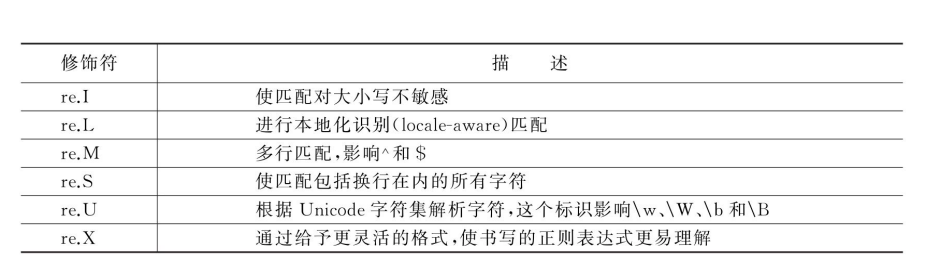 修饰符 描 述
re.I 使匹配对大小写不敏感
re.L 进行本地化识别(locale-aware)匹配
re.M 多行匹配,影响^和$
re.S 使匹配包括换行在内的所有字符
re.U 根据 Unicode 字符集解析字符,这个标识影响\w、\W、\b 和\B
re.X 通过给予更灵活的格式,使书写的正则表达式更易理解